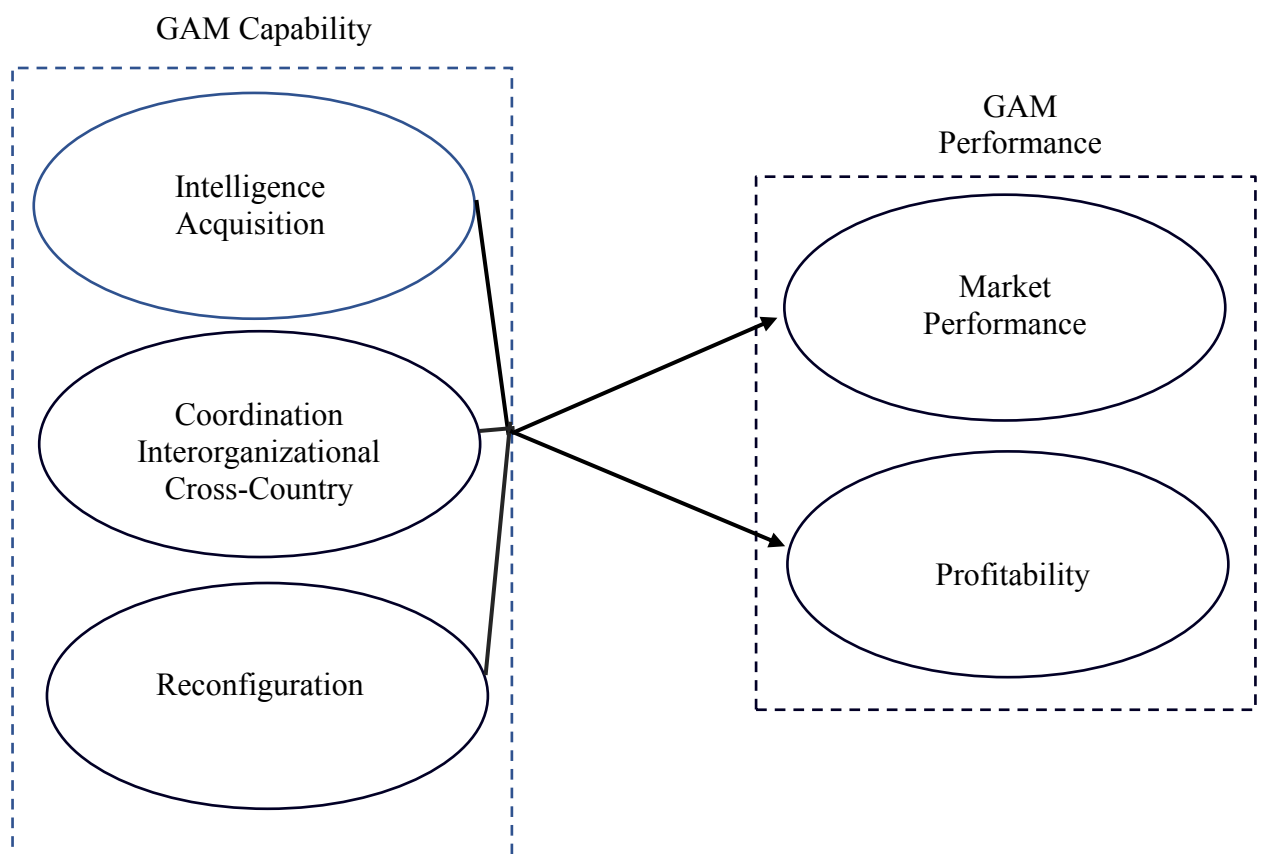 GAM Capability
Intelligence
Acquisition
Coordination
Interorganizational
Cross-Country
Reconfiguration
GAM
Performance
Market
Performance
Profitability